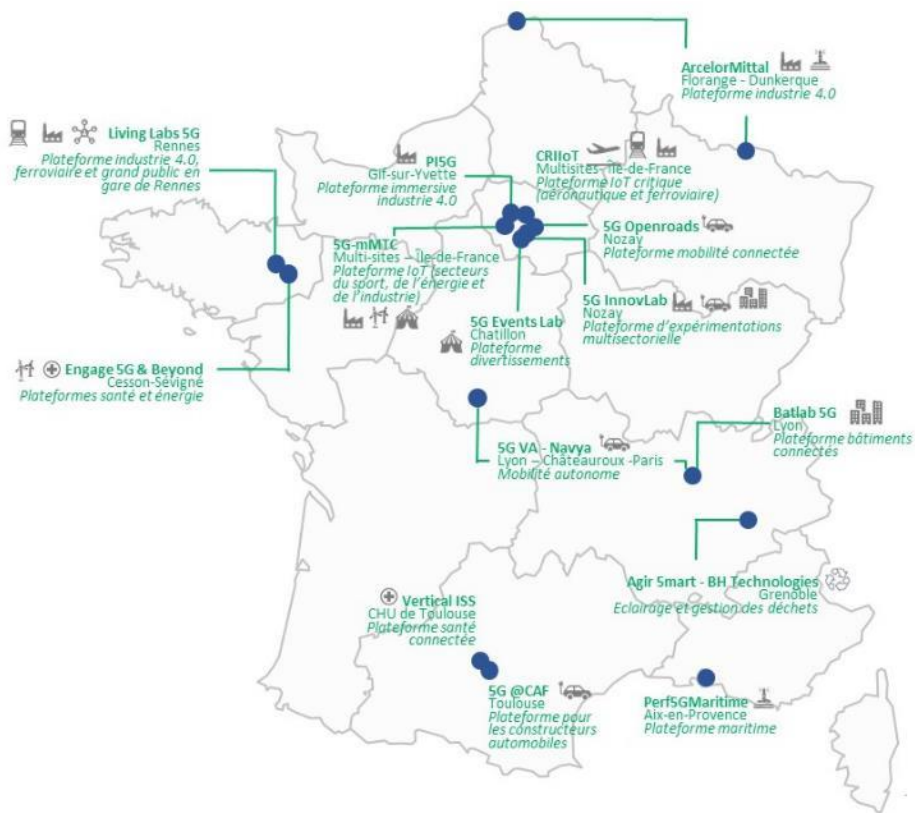 ArcelorMittal
Florange - Dunkerque
Plateforme industrie 4.0
Living Labs 5G
Rennes
Plateforme industrie 4.0,
ferroviaire et grand public en
gare de Rennes
PI5G
Gif-sur-Yvette
Plateforme immersive
industrie 4.0
CRIIoT
Multisites -Île-de-France
Plateforme IoT critique
(aéronautique et ferroviaire)
5G Openroads
Nozay
Plateforme mobilité connectée
5G-mMTC
Multi-sites – Île-de-France
Plateforme IoT (secteurs
du sport, de l'énergie et
de l'industrie)
5G Events Lab
Chatillon
Plateforme
divertissements
5G InnovLab
Nozay
Plateforme d'expérimentations
multisectorielle
Engage 5G & Beyond
Cesson-Sévigné
Plateformes santé et énergie
Batlab 5G
Lyon
Plateforme bâtiments
connectés
5G VA - Navya
Lyon – Châteauroux -Paris
Mobilité autonome
Agir 5mart - BH Technologies
Grenoble
Eclairage et gestion des déchets
Vertical ISS
CHU de Toulouse
Plateforme santé
connectée
5G @CAF
Toulouse
Plateforme pour
les constructeurs
automobiles
Perf5GMaritime
Aix-en-Provence
Plateforme maritime